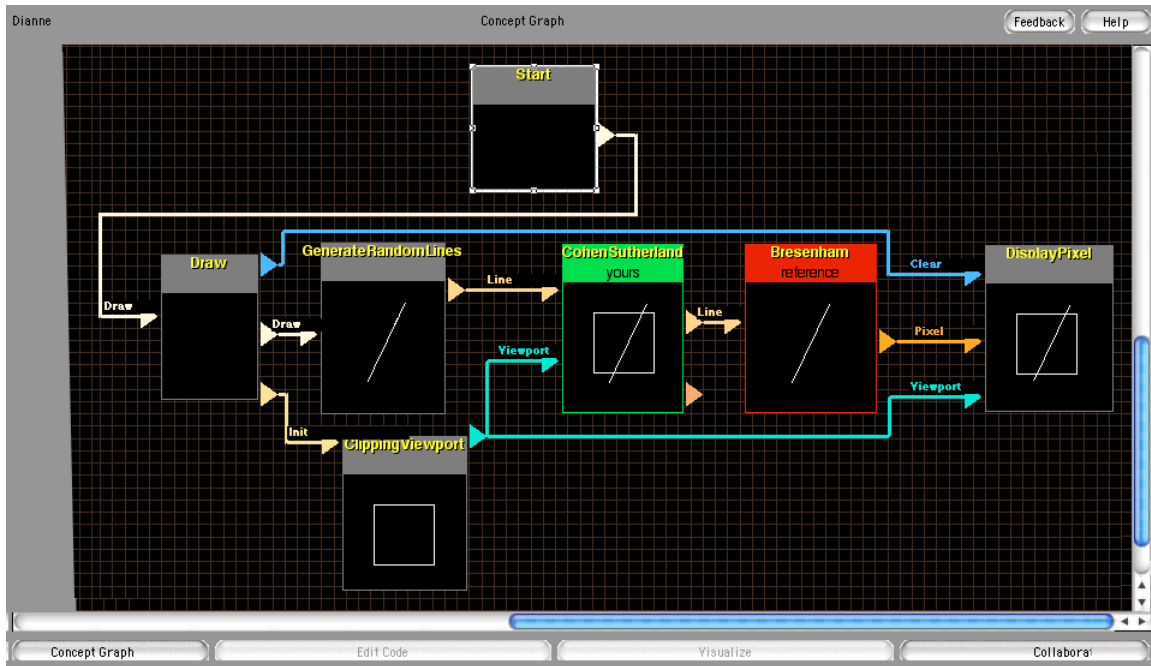 Dianne
Concept Graph
Feedback
Help
Start
Draw
GenerateRandomLines
CohenSutherland
yours
Bresenham
reference
DisplayPixel
Draw
Draw
Init
Line
Viewport
Line
Clear
Pixel
Viewport
ClippingViewport
Concept Graph
Edit Code
Visualize
Collabora